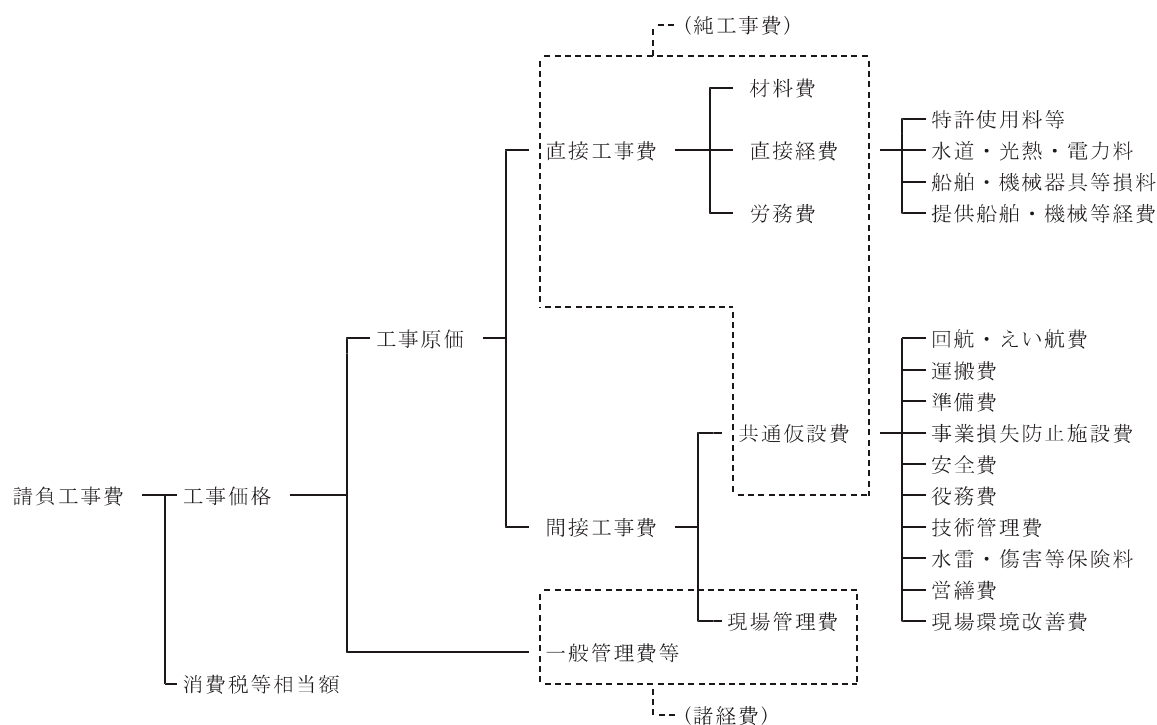 (純工事費)
材料費
特許使用料等
直接工事費
直接経費
水道・光熱・電力料
船舶・機械器具等損料
労務費
提供船舶・機械等経費
工事原価
回航・えい航費
運搬費
準備費
共通仮設費
事業損失防止施設費
安全費
請負工事費
工事価格
役務費
間接工事費
技術管理費
水雷・傷害等保険料
営繕費
現場管理費
現場環境改善費
一般管理費等
消費税等相当額
(諸経費)